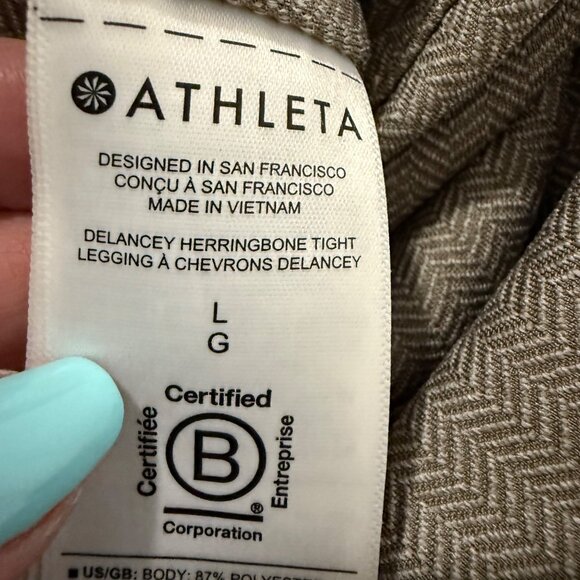 ATHLETA
DESIGNED IN SAN FRANCISCO
CONÇU À SAN FRANCISCO
MADE IN VIETNAM
DELANCEY HERRINGBONE TIGHT
LEGGING À CHEVRONS DELANCEY
L
G
Certified
Certifiée
B
Entreprise
®
Corporation
US/GB: BODY: 87% POLYESTER